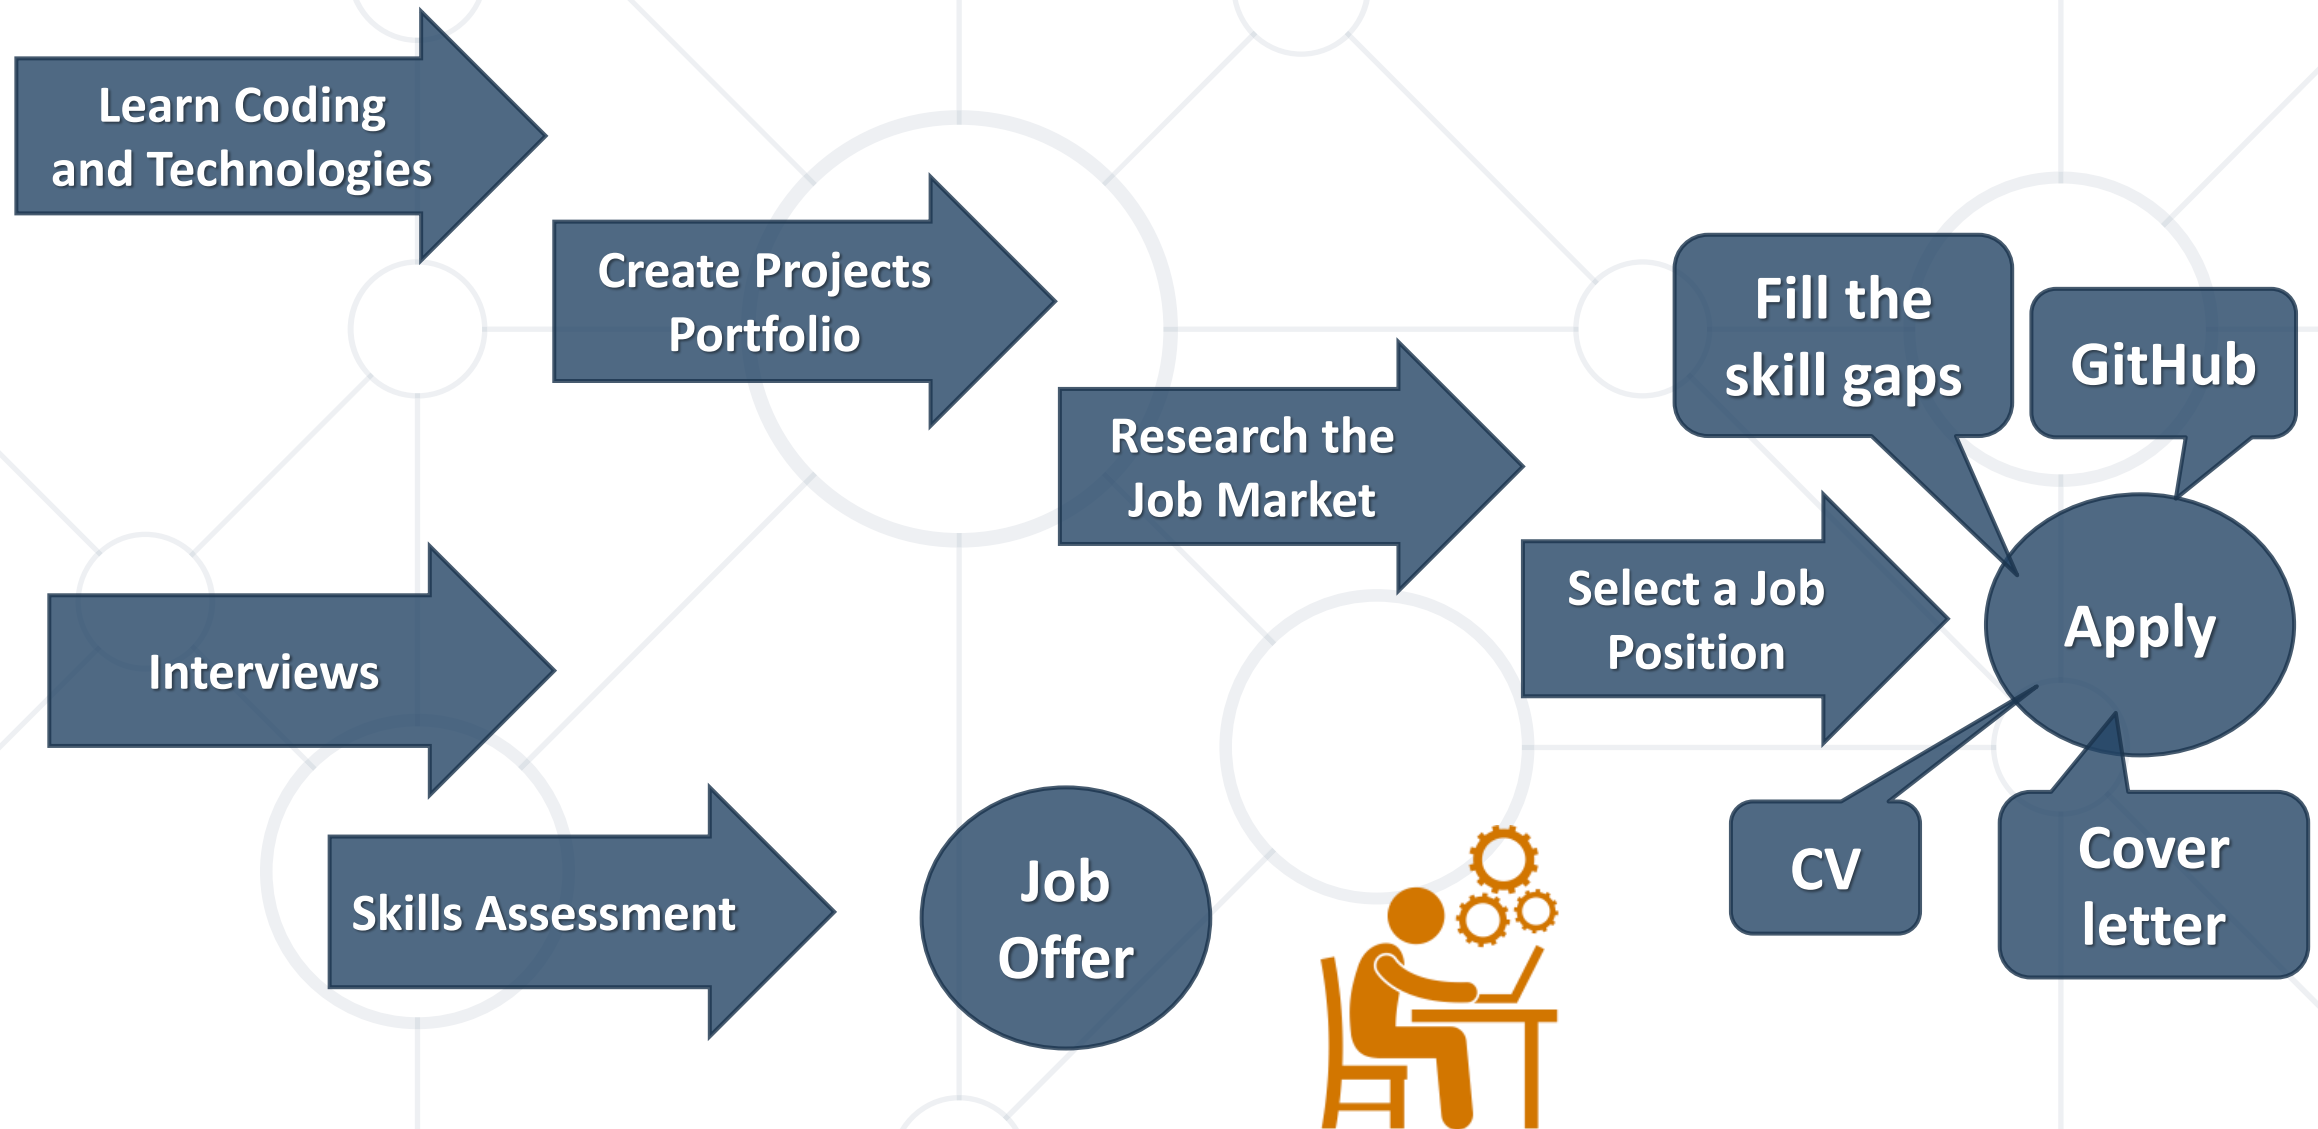 Learn Coding
and Technologies
Create Projects
Portfolio
Research the
Job Market
Select a Job
Position
Fill the
skill gaps
GitHub
Apply
CV
Cover
letter
Interviews
Skills Assessment
Job
Offer